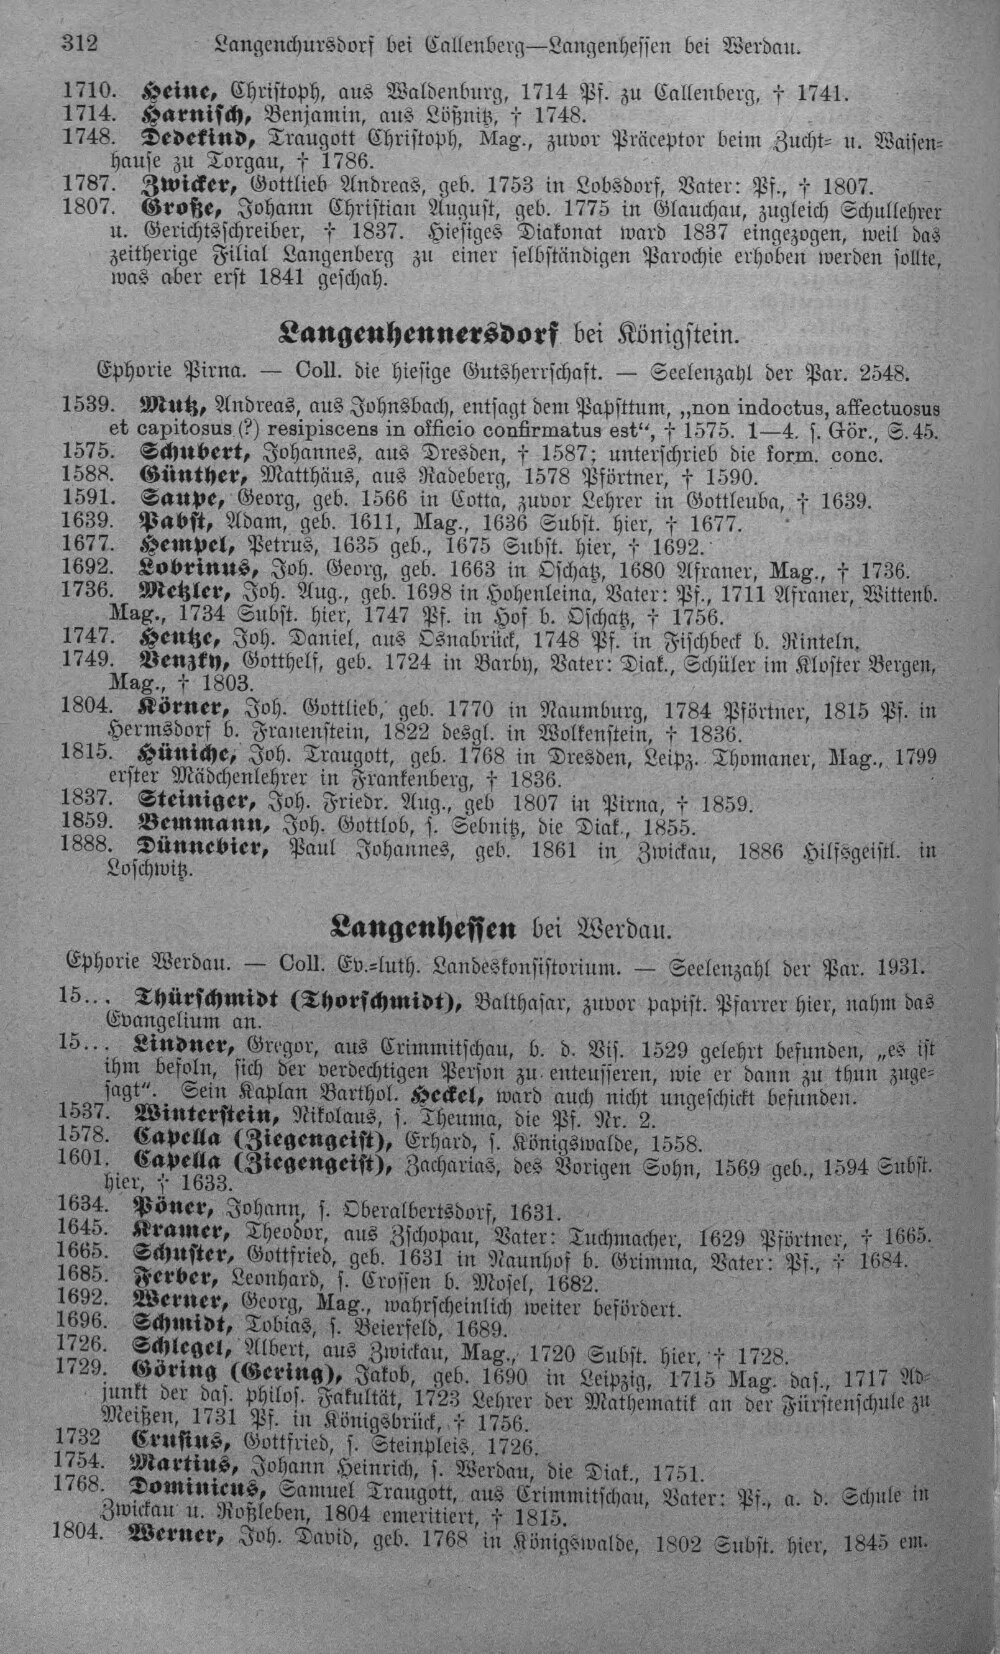 312 Langenchursdorf bei Callenberg—Langenhessen bei Werdau.
1710. Heine, Christoph, aus Waldenburg, 1714 Pf. zu Callenberg, † 1741.
1714. Harnisch, Benjamin, aus Lößnitz, † 1748.
1748. Dedekind, Traugott Christoph, Mag., zuvor Präceptor beim Zucht- u. Waisen-
hause zu Torgau, † 1786.
1787. Zwicker, Gottlieb Andreas, geb. 1753 in Lobsdorf, Vater: Pf., † 1807.
1807. Große, Johann Christian August, geb. 1775 in Glauchau, zugleich Schullehrer
u. Gerichtsschreiber, † 1837. Hiesiges Diakonat ward 1837 eingezogen, weil das
zeitherige Filial Langenberg zu einer selbständigen Parochie erhoben werden sollte,
was aber erst 1841 geschah.
Langenhennersdorf bei Königstein.
Ephorie Pirna. — Coll. die hiesige Gutsherrschaft. — Seelenzahl der Par. 2548.
1539. Mutz, Andreas, aus Johnsbach, entsagt dem Papsttum, „non indoctus, affectuosus
et capitosus (?) resipiscens in officio confirmatus est“, † 1575. 1—4. s. Gör., S. 45.
1575. Schubert, Johannes, aus Dresden, † 1587; unterschrieb die form. conc.
1588. Günther, Matthäus, aus Radeberg, 1578 Pförtner, † 1590.
1591. Saupe, Georg, geb. 1566 in Cotta, zuvor Lehrer in Gottleuba, † 1639.
1639. Pabst, Adam, geb. 1611, Mag., 1636 Subst. hier, † 1677.
1677. Hempel, Petrus, 1635 geb., 1675 Subst. hier, † 1692.
1692. Lobrinus, Joh. Georg, geb. 1663 in Oschatz, 1680 Afraner, Mag., † 1736.
1736. Metzler, Joh. Aug., geb. 1698 in Hohenleina, Vater: Pf., 1711 Afraner, Wittenb.
Mag., 1734 Subst. hier, 1747 Pf. in Hof b. Oschatz, † 1756.
1747. Hentze, Joh. Daniel, aus Osnabrück, 1748 Pf. in Fischbeck b. Rinteln.
1749. Venzky, Gotthelf, geb. 1724 in Barby, Vater: Diak., Schüler im Kloster Bergen,
Mag., † 1803.
1804. Körner, Joh. Gottlieb, geb. 1770 in Naumburg, 1784 Pförtner, 1815 Pf. in
Hermsdorf b. Frauenstein, 1822 desgl. in Wolkenstein, † 1836.
1815. Hüniche, Joh. Traugott, geb. 1768 in Dresden, Leipz. Thomaner, Mag., 1799
erster Mädchenlehrer in Frankenberg, † 1836.
1837. Steiniger, Joh. Friedr. Aug., geb 1807 in Pirna, † 1859.
1859. Bemmann, Joh. Gottlob, s. Sebnitz, die Diak., 1855.
1888. Dünnebier, Paul Johannes, geb. 1861 in Zwickau, 1886 Hilfsgeistl. in
Loschwitz.
Langenhessen bei Werdau.
Ephorie Werdau. — Coll. Ev.-luth. Landeskonsistorium. — Seelenzahl der Par. 1931.
15... Thürschmidt (Thorschmidt), Balthasar, zuvor papist. Pfarrer hier, nahm das
Evangelium an.
15... Lindner, Gregor, aus Crimmitschau, b. d. Vis. 1529 gelehrt befunden, „es ist
ihm befoln, sich der verdechtigen Person zu enteusseren, wie er dann zu thun zuge-
sagt“. Sein Kaplan Barthol. Heckel, ward auch nicht ungeschickt befunden.
1537. Winterstein, Nikolaus, s. Theuma, die Pf. Nr. 2.
1578. Capella (Ziegengeist), Erhard, s. Königswalde, 1558.
1601. Capella (Ziegengeist), Zacharias, des Vorigen Sohn, 1569 geb., 1594 Subst.
hier, † 1633.
1634. Pöner, Johann, s. Oberalbertsdorf, 1631.
1645. Kramer, Theodor, aus Zschopau, Vater: Tuchmacher, 1629 Pförtner, † 1665.
1665. Schuster, Gottfried, geb. 1631 in Naunhof b. Grimma, Vater: Pf., † 1684.
1685. Ferber, Leonhard, s. Crossen b. Mosel, 1682.
1692. Werner, Georg, Mag., wahrscheinlich weiter befördert.
1696. Schmidt, Tobias, s. Beierfeld, 1689.
1726. Schlegel, Albert, aus Zwickau, Mag., 1720 Subst. hier, † 1728.
1729. Göring (Gering), Jakob, geb. 1690 in Leipzig, 1715 Mag. das., 1717 Ad-
junkt der das. philos. Fakultät, 1723 Lehrer der Mathematik an der Fürstenschule zu
Meißen, 1731 Pf. in Königsbrück, † 1756.
1732 Crusius, Gottfried, s. Steinpleis, 1726.
1754. Martius, Johann Heinrich, s. Werdau, die Diak., 1751.
1768. Dominicus, Samuel Traugott, aus Crimmitschau, Vater: Pf., a. d. Schule in
Zwickau u. Roßleben, 1804 emeritiert, † 1815.
1804. Werner, Joh. David, geb. 1768 in Königswalde, 1802 Subst. hier, 1845 em.